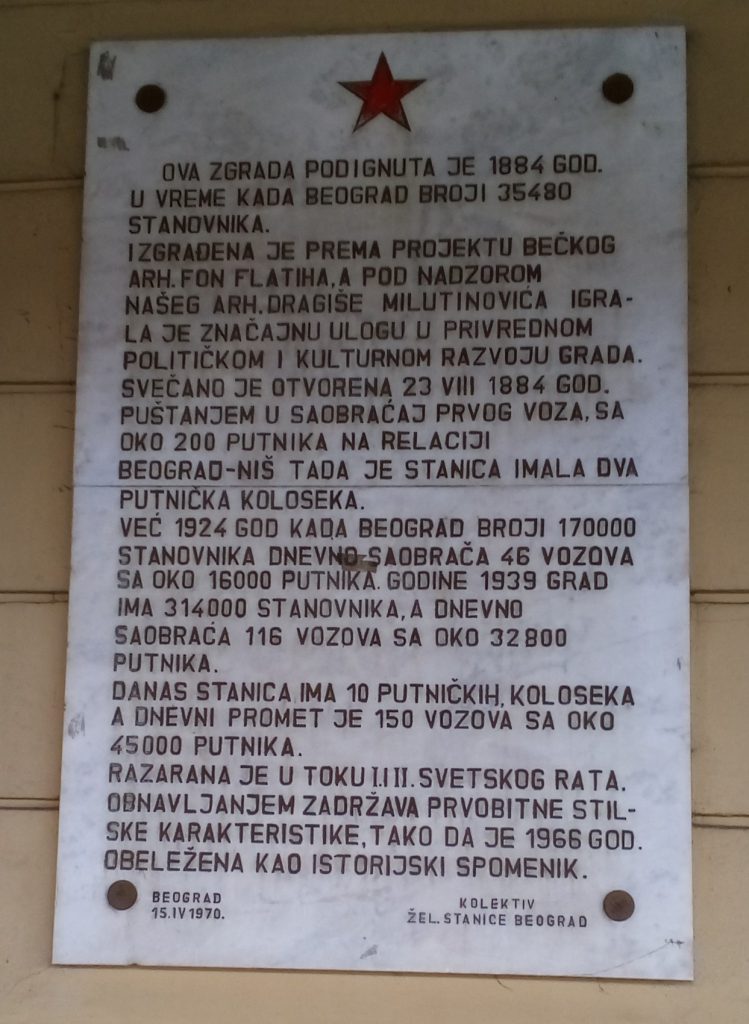 OVA ZGRADA PODIGNUTA JE 1884 GOD.
U VREME KADA BEOGRAD BROJI 35480
STANOVNIKA.
IZGRAĐENA JE PREMA PROJEKTU BEČKOG
ARH. FON FLATIHA, A POD NADZOROM
NAŠEG ARH. DRAGIŠE MILUTINOVIĆA IGRA-
LA JE ZNAČAJNU ULOGU U PRIVREDNOM
POLITIČKOM I KULTURNOM RAZVOJU GRADA.
SVEČANO JE OTVORENA 23 VIII 1884 GOD.
PUŠTANJEM U SAOBRAĆAJ PRVOG VOZA, SA
OKO 200 PUTNIKA NA RELACIJI
BEOGRAD-NIŠ TADA JE STANICA IMALA DVA
PUTNIČKA KOLOSEKA.
VEĆ 1924 GOD KADA BEOGRAD BROJI 170000
STANOVNIKA DNEVNO SAOBRAČA 46 VOZOVA
SA OKO 16000 PUTNIKA. GODINE 1939 GRAD
IMA 314000 STANOVNIKA, A DNEVNO
SAOBRAĆA 116 VOZOVA SA OKO 32800
PUTNIKA.
DANAS STANICA IMA 10 PUTNIČKIH, KOLOSEKA
A DNEVNI PROMET JE 150 VOZOVA SA OKO
45000 PUTNIKA.
RAZARANA JE U TOKU I. I II. SVETSKOG RATA.
OBNAVLJANJEM ZADRŽAVA PRVOBITNE STIL-
SKE KARAKTERISTIKE, TAKO DA JE 1966 GOD.
OBELEŽENA KAO ISTORIJSKI SPOMENIK.
BEOGRAD
15. IV 1970.
KOLEKTIV
ŽEL. STANICE BEOGRAD